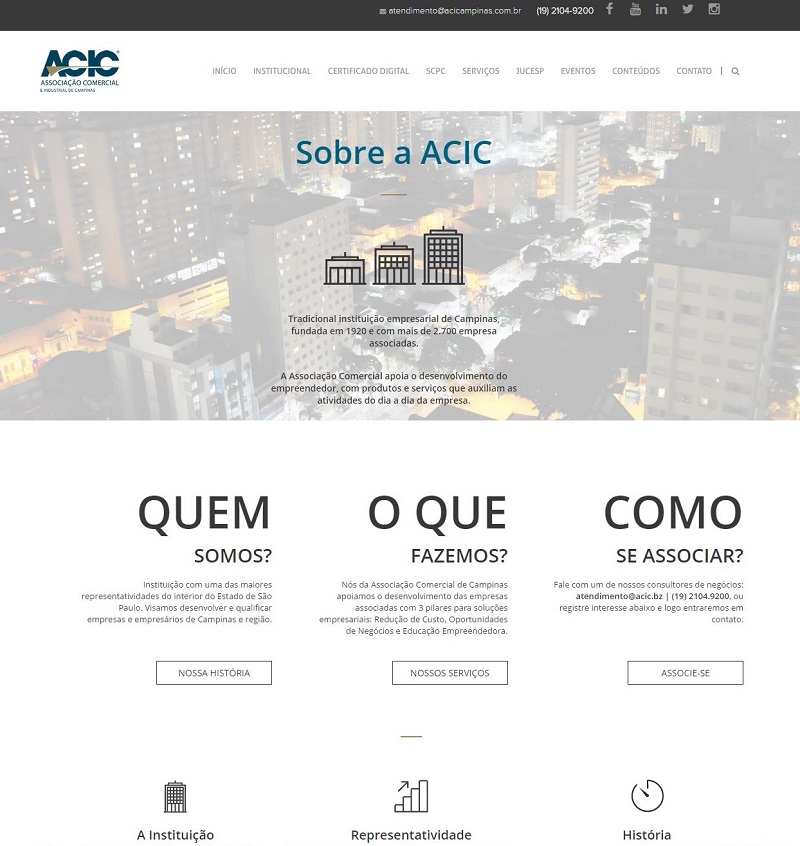 atendimento@acicampinas.com.br (19) 2104-9200
ACIC
ASSOCIAÇÃO COMERCIAL
E INDUSTRIAL DE CAMPINAS
INÍCIO INSTITUCIONAL CERTIFICADO DIGITAL SCPC SERVIÇOS JUCESP EVENTOS CONTEÚDOS CONTATO |
Sobre a ACIC
Tradicional instituição empresarial de Campinas,
fundada em 1920 e com mais de 2.700 empresa
associadas.
A Associação Comercial apoia o desenvolvimento do
empreendedor, com produtos e serviços que auxiliam as
atividades do dia a dia da empresa.
QUEM
SOMOS?
Instituição com uma das maiores
representatividades do interior do Estado de São
Paulo. Visamos desenvolver e qualificar
empresas e empresários de Campinas e região.
NOSSA HISTÓRIA
O QUE
FAZEMOS?
Nós da Associação Comercial de Campinas
apoiamos o desenvolvimento das empresas
associadas com 3 pilares para soluções
empresariais: Redução de Custo, Oportunidades
de Negócios e Educação Empreendedora.
NOSSOS SERVIÇOS
COMO
SE ASSOCIAR?
Fale com um de nossos consultores de negócios:
atendimento@acic.bz | (19) 2104.9200, ou
registre interesse abaixo e logo entraremos em
contato.
ASSOCIE-SE
A Instituição
Representatividade
História